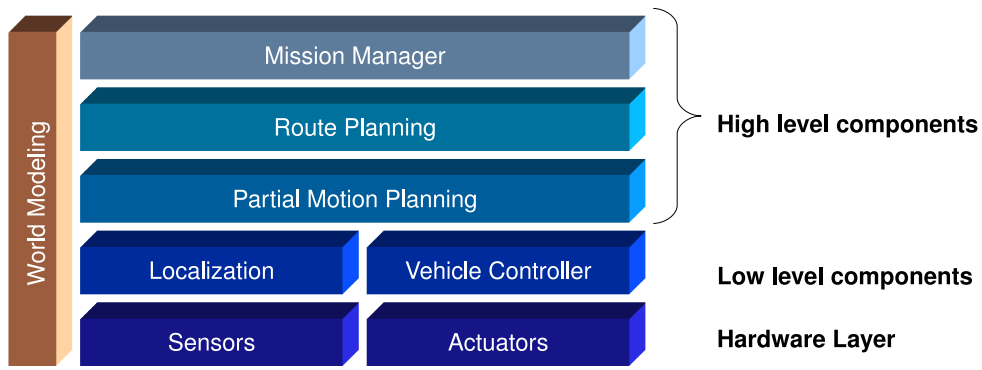 World Modeling
Mission Manager
Route Planning
Partial Motion Planning
High level components
Localization
Vehicle Controller
Low level components
Sensors
Actuators
Hardware Layer